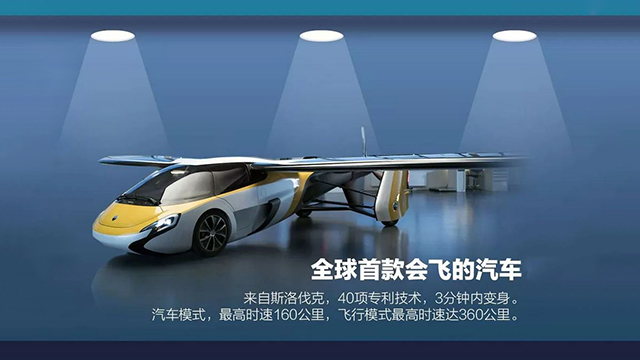 全球首款会飞的汽车
来自斯洛伐克，40项专利技术，3分钟内变身。
汽车模式，最高时速160公里，飞行模式最高时速达360公里。